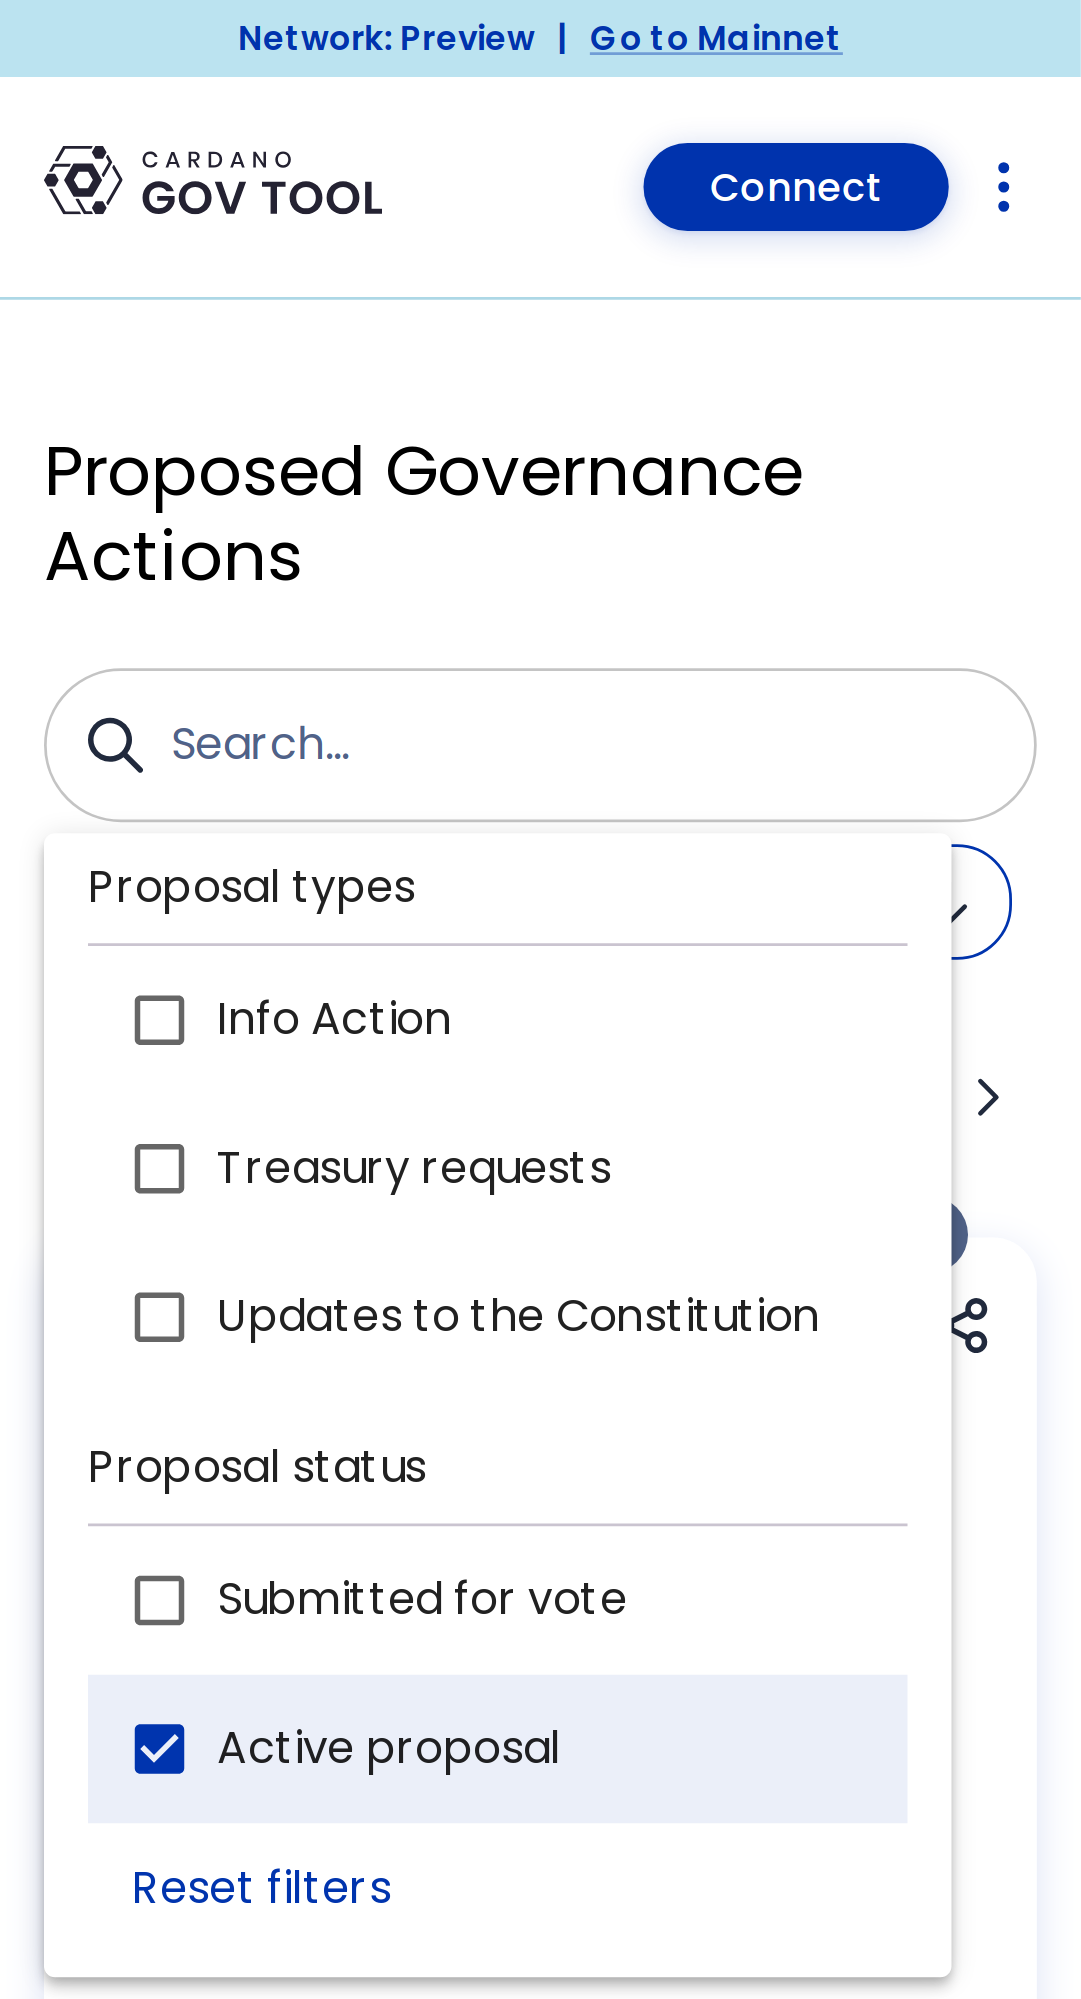 Network: Preview | Go to Mainnet
CARDANO
GOV TOOL
Connect
Proposed Governance
Actions
Search...
Proposal types
Info Action
Treasury requests
Updates to the Constitution
Proposal status
Submitted for vote
Active proposal
Reset filters